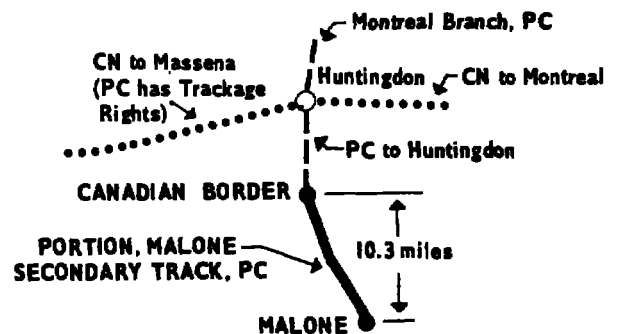 Montreal Branch, PC
CN to Massena
(PC has Trackage
Rights)
Huntingdon
CN to Montreal
PC to Huntingdon
CANADIAN BORDER
PORTION, MALONE
SECONDARY TRACK, PC
10.3 miles
MALONE